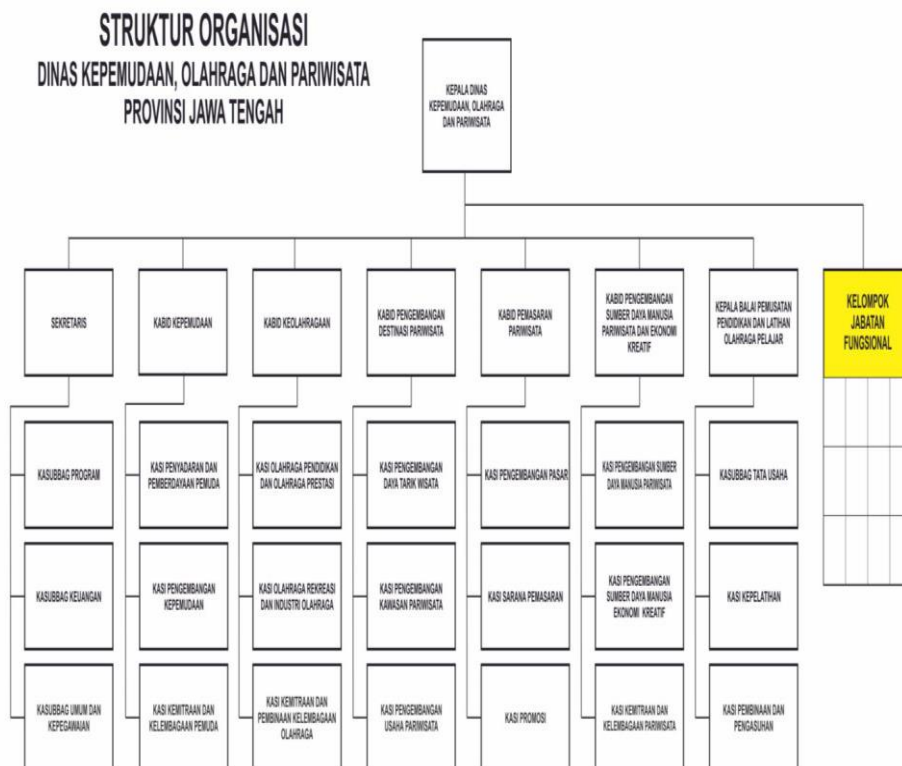 STRUKTUR ORGANISASI
DINAS KEPEMUDAAN, OLAHRAGA DAN PARIWISATA
PROVINSI JAWA TENGAH
KEPALA DINAS
KEPEMUDAAN, OLAHRAGA
DAN PARIWISATA
SEKRETARIS
KABID KEPEMUDAAN
KABID KEOLAHRAGAAN
KABID PENGEMBANGAN
DESTINASI PARIWISATA
KABID PEMASARAN
PARIWISATA
KABID PENGEMBANGAN
SUMBER DAYA MANUSIA
PARIWISATA DAN EKONOMI
KREATIF
KEPALA BALAI PEMUSATAN
PENDIDIKAN DAN LATIHAN
OLAHRAGA PELAJAR
KELOMPOK
JABATAN
FUNGSIONAL
KASUBBAG PROGRAM
KASI PENYADARAN DAN
PEMBERDAYAAN PEMUDA
KASI OLAHRAGA PENDIDIKAN
DAN OLAHRAGA PRESTASI
KASI PENGEMBANGAN
DAYA TARIK WISATA
KASI PENGEMBANGAN PASAR
KASI PENGEMBANGAN SUMBER
DAYA MANUSIA PARIWISATA
KASUBBAG TATA USAHA
KASUBBAG KEUANGAN
KASI PENGEMBANGAN
KEPEMUDAAN
KASI OLAHRAGA REKREASI
DAN INDUSTRI OLAHRAGA
KASI PENGEMBANGAN
KAWASAN PARIWISATA
KASI SARANA PEMASARAN
KASI PENGEMBANGAN
SUMBER DAYA MANUSIA
EKONOMI KREATIF
KASI KEPELATIHAN
KASUBBAG UMUM DAN
KEPEGAWAIAN
KASI KEMITRAAN DAN
KELEMBAGAAN PEMUDA
KASI KEMITRAAN DAN
PEMBINAAN KELEMBAGAAN
OLAHRAGA
KASI PENGEMBANGAN
USAHA PARIWISATA
KASI PROMOSI
KASI KEMITRAAN DAN
KELEMBAGAAN PARIWISATA
KASI PEMBINAAN DAN
PENGASUHAN